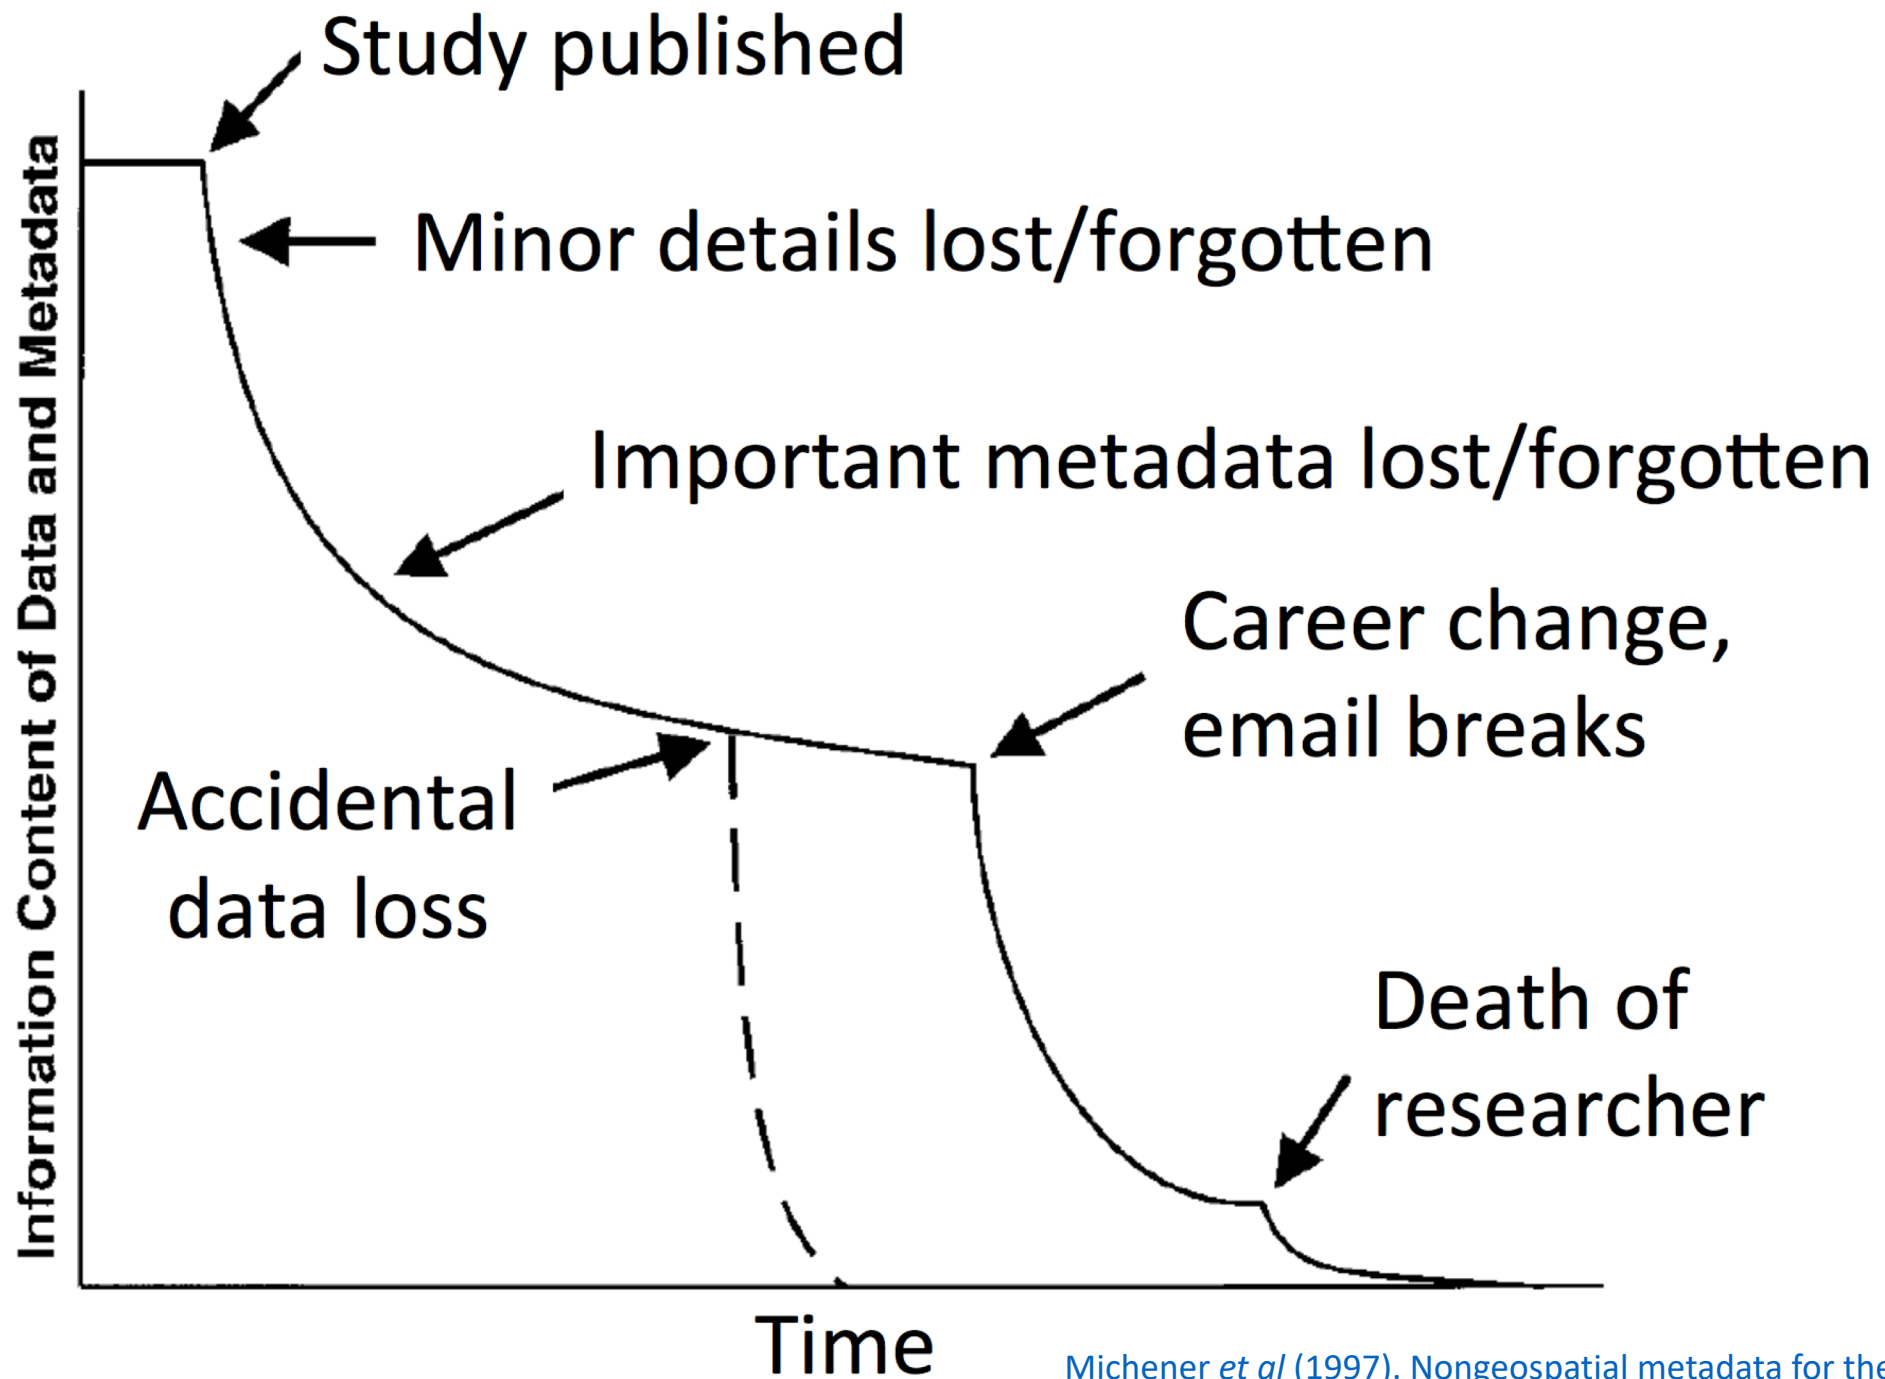 Study published
Minor details lost/forgotten
Important metadata lost/forgotten
Career change,
email breaks
Accidental
data loss
Death of
researcher
Information Content of Data and Metadata
Time
Michener et al (1997). Nongeospatial metadata for the